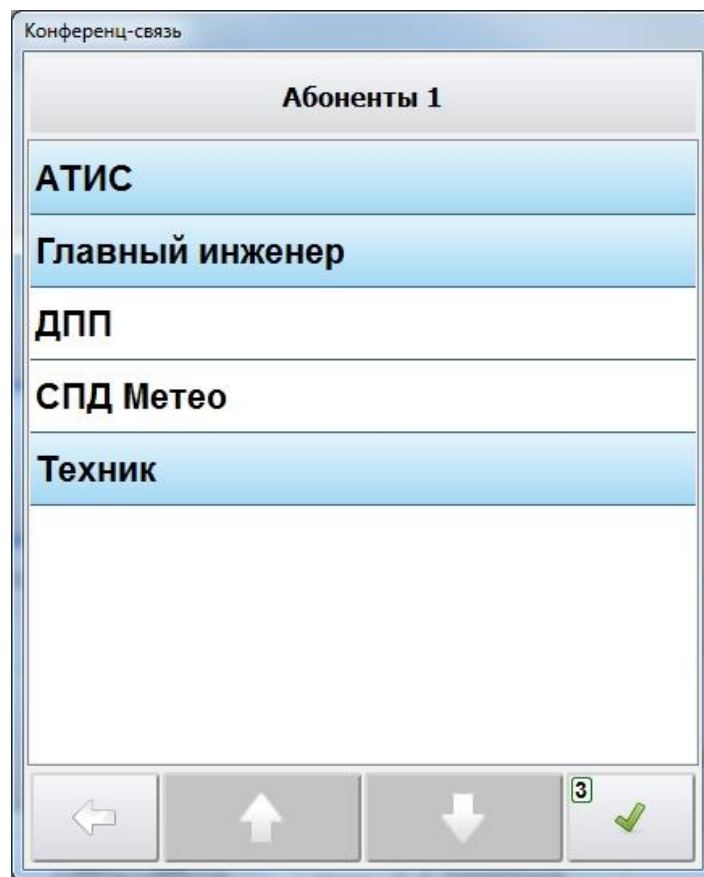 Конференц-связь
Абоненты 1
АТИС
Главный инженер
ДПП
СПД Метео
Техник
3